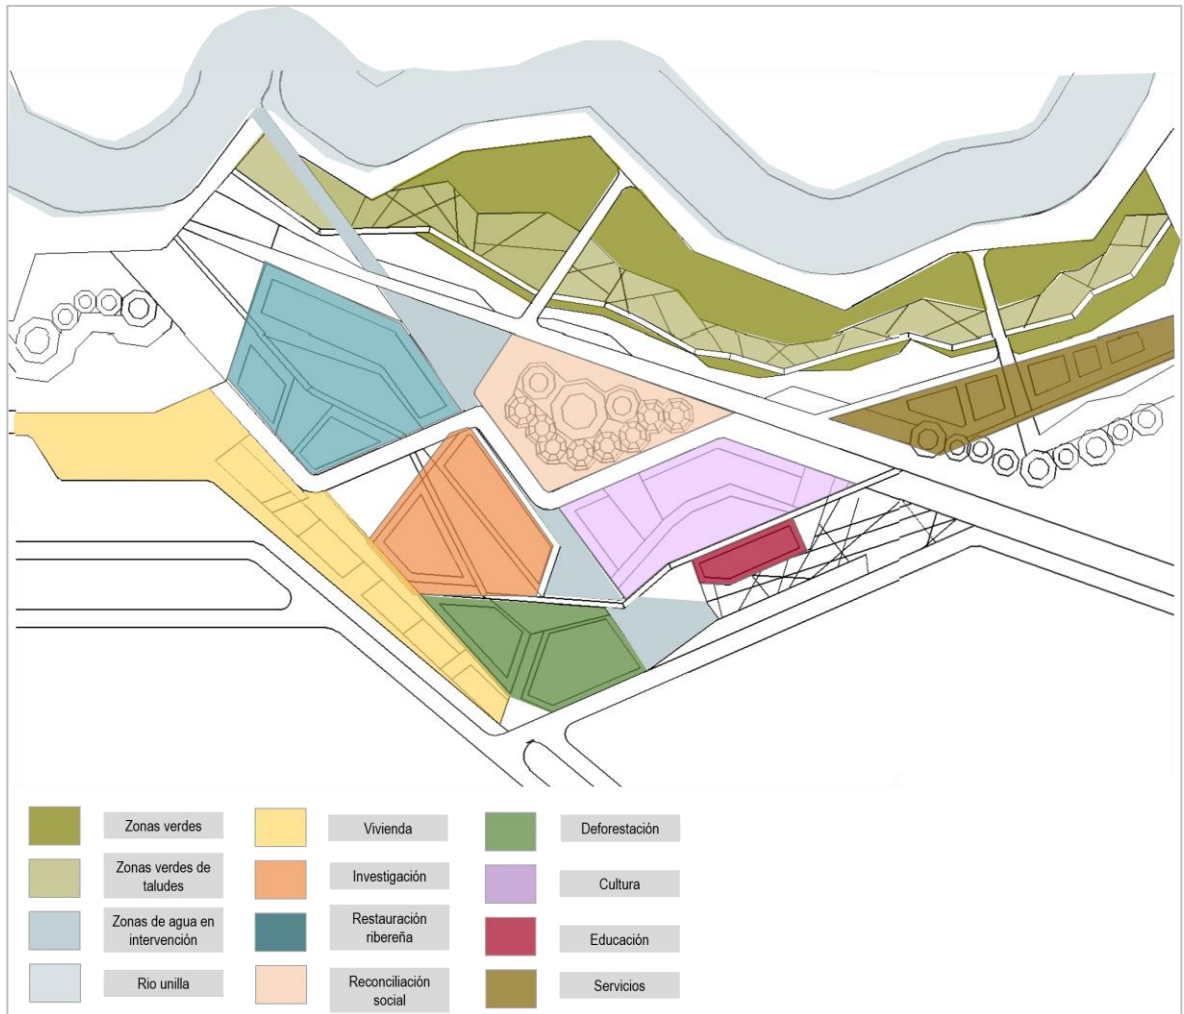 Zonas verdes
Zonas verdes de
taludes
Zonas de agua en
intervención
Rio unilla
Vivienda
Investigación
Restauración
ribereña
Reconciliación
social
Deforestación
Cultura
Educación
Servicios